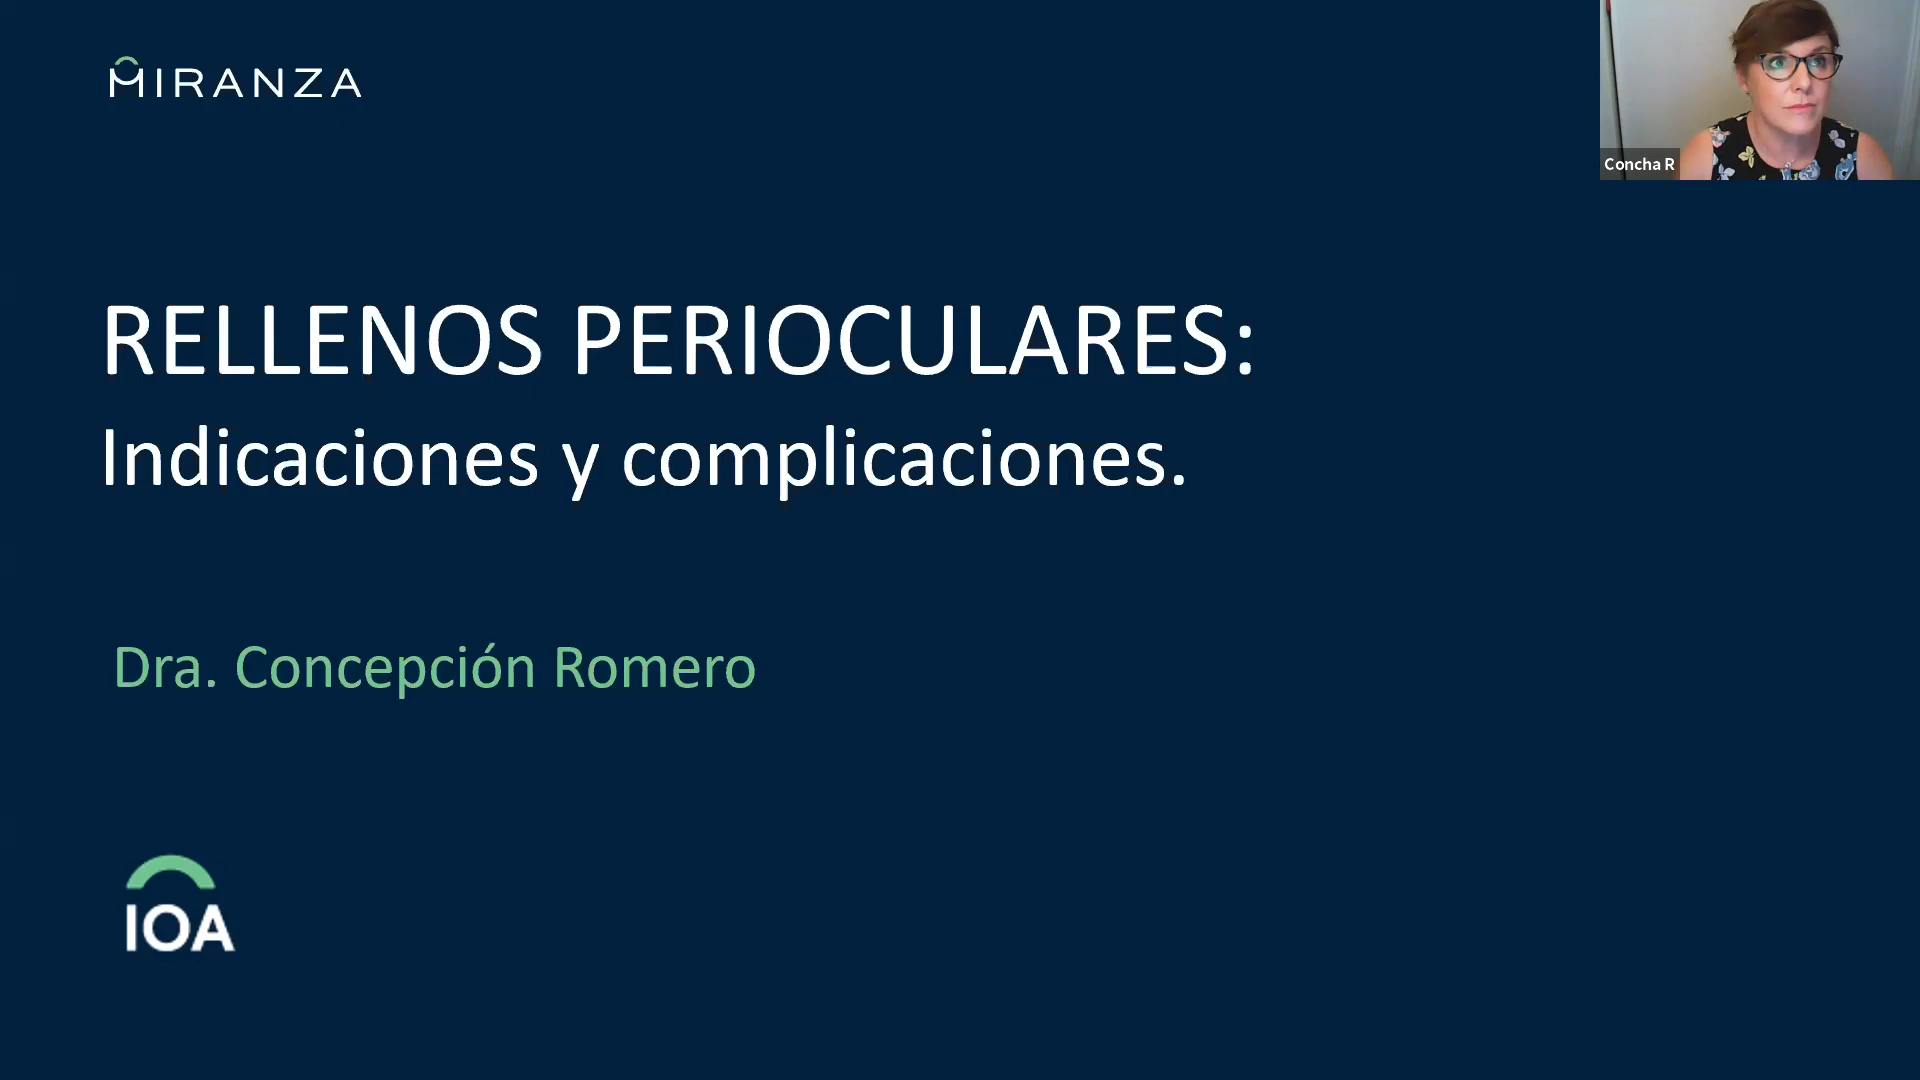 MIRANZA
Concha R
RELLENOS PERIOCULARES:
Indicaciones y complicaciones.
Dra. Concepción Romero
IOA